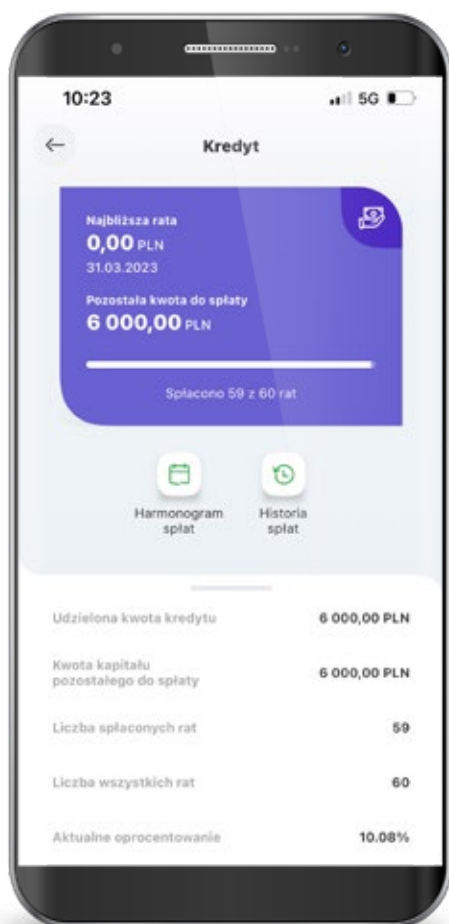 10:23
5G
Kredyt
Najbliższa rata
0,00 PLN
31.03.2023
Pozostała kwota do spłaty
6 000,00 PLN
Spłacono 59 z 60 rat
Harmonogram
spłat
Historia
spłat
Udzielona kwota kredytu
6 000,00 PLN
Kwota kapitału
pozostałego do spłaty
6 000,00 PLN
Liczba spłaconych rat
59
Liczba wszystkich rat
60
Aktualne oprocentowanie
10.08%